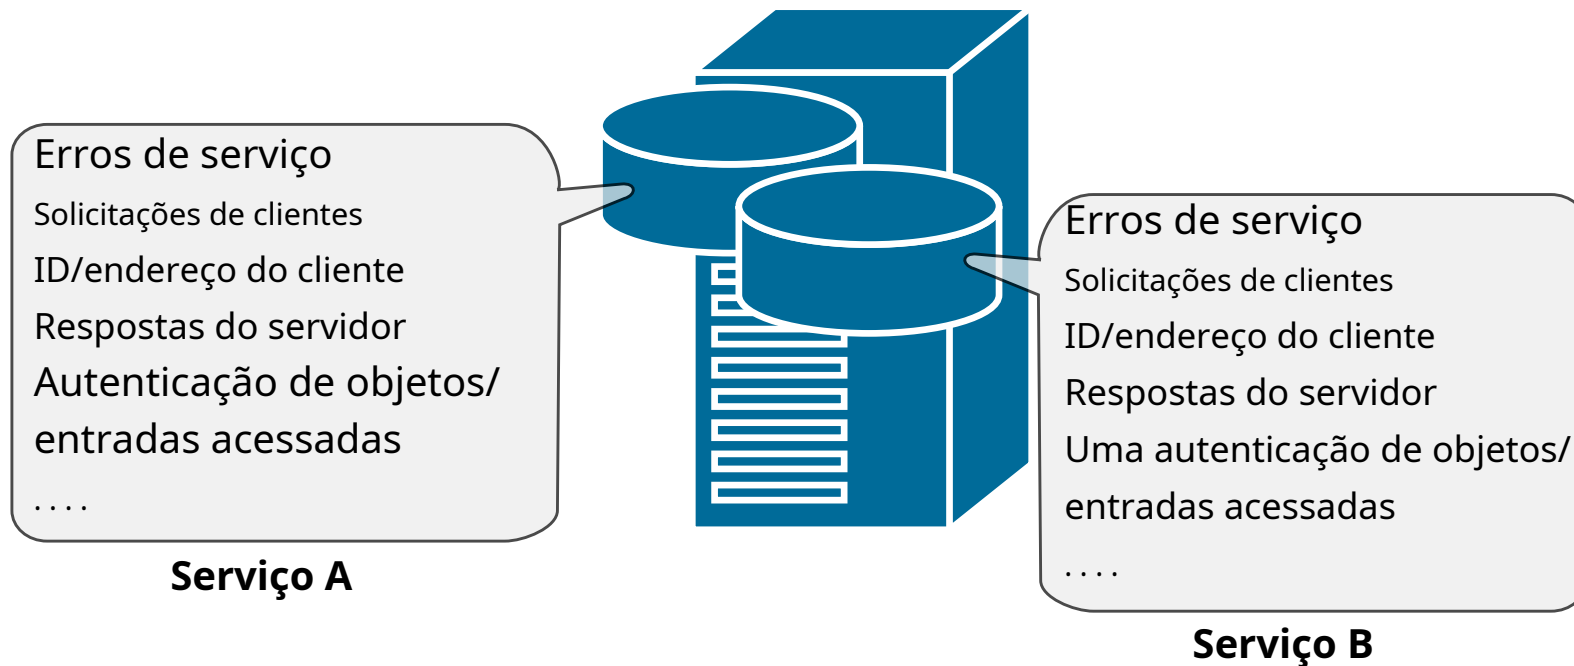 Erros de serviço
Solicitações de clientes
ID/endereço do cliente
Respostas do servidor
Autenticação de objetos/
entradas acessadas
. . . .
Serviço A
Erros de serviço
Solicitações de clientes
ID/endereço do cliente
Respostas do servidor
Uma autenticação de objetos/
entradas acessadas
. . . .
Serviço B